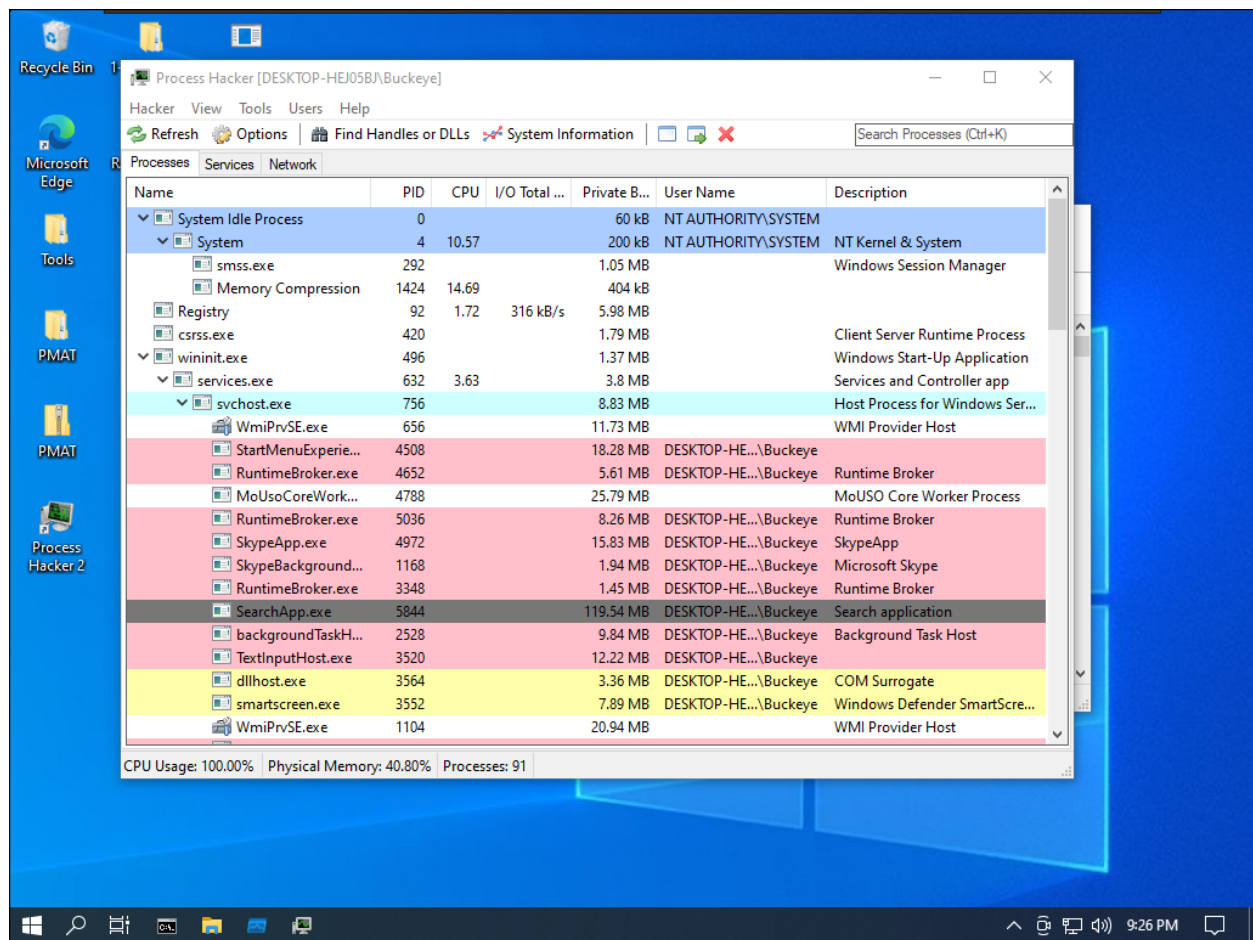 Recycle Bin
1-
Process Hacker [DESKTOP-HEJ05BJ\Buckeye]
Hacker View Tools Users Help
Refresh Options Find Handles or DLLs System Information Search Processes (Ctrl+K)
Microsoft Edge
R
Processes Services Network
Name PID CPU I/O Total ... Private B... User Name Description
System Idle Process 0 60 kB NT AUTHORITY\SYSTEM
System 4 10.57 200 kB NT AUTHORITY\SYSTEM NT Kernel & System
smss.exe 292 1.05 MB Windows Session Manager
Memory Compression 1424 14.69 404 kB
Registry 92 1.72 316 kB/s 5.98 MB
csrss.exe 420 1.79 MB Client Server Runtime Process
wininit.exe 496 1.37 MB Windows Start-Up Application
services.exe 632 3.63 3.8 MB Services and Controller app
svchost.exe 756 8.83 MB Host Process for Windows Ser...
WmiPrvSE.exe 656 11.73 MB WMI Provider Host
StartMenuExperie... 4508 18.28 MB DESKTOP-HE...\Buckeye
RuntimeBroker.exe 4652 5.61 MB DESKTOP-HE...\Buckeye Runtime Broker
MoUsoCoreWork... 4788 25.79 MB MoUSO Core Worker Process
RuntimeBroker.exe 5036 8.26 MB DESKTOP-HE...\Buckeye Runtime Broker
SkypeApp.exe 4972 15.83 MB DESKTOP-HE...\Buckeye SkypeApp
SkypeBackground... 1168 1.94 MB DESKTOP-HE...\Buckeye Microsoft Skype
RuntimeBroker.exe 3348 1.45 MB DESKTOP-HE...\Buckeye Runtime Broker
SearchApp.exe 5844 119.54 MB DESKTOP-HE...\Buckeye Search application
backgroundTaskH... 2528 9.84 MB DESKTOP-HE...\Buckeye Background Task Host
TextInputHost.exe 3520 12.22 MB DESKTOP-HE...\Buckeye
dllhost.exe 3564 3.36 MB DESKTOP-HE...\Buckeye COM Surrogate
smartscreen.exe 3552 7.89 MB DESKTOP-HE...\Buckeye Windows Defender SmartScre...
WmiPrvSE.exe 1104 20.94 MB WMI Provider Host
CPU Usage: 100.00% Physical Memory: 40.80% Processes: 91
Tools
PMAT
PMAT
Process
Hacker 2
C:\.
9:26 PM